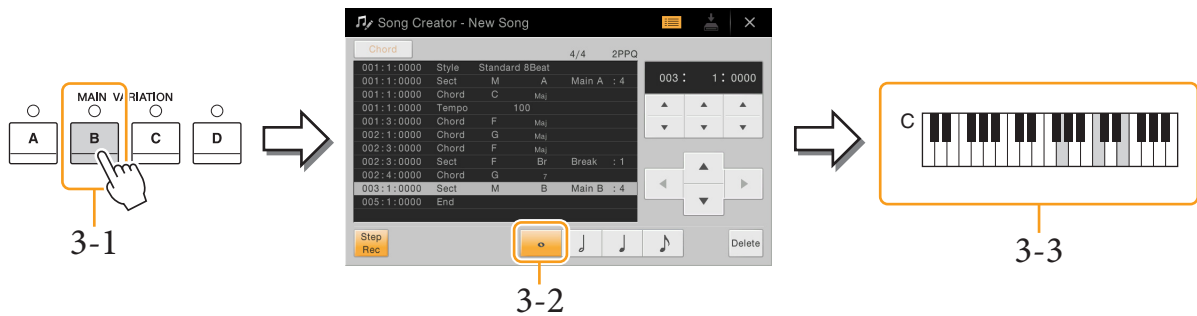 MAIN VARIATION
A B C D
3-1
Song Creator - New Song
Chord
4/4 2PPQ
001:1:0000 Style Standard 8Beat
001:1:0000 Sect M A Main A : 4
001:1:0000 Chord C Maj
001:1:0000 Tempo 100
001:3:0000 Chord F Maj
002:1:0000 Chord G Maj
002:3:0000 Chord F Maj
002:3:0000 Sect F Br Break : 1
002:4:0000 Chord G 7
003:1:0000 Sect M B Main B : 4
005:1:0000 End
003 : 1 : 0000
Step
Rec
Delete
3-2
C
3-3